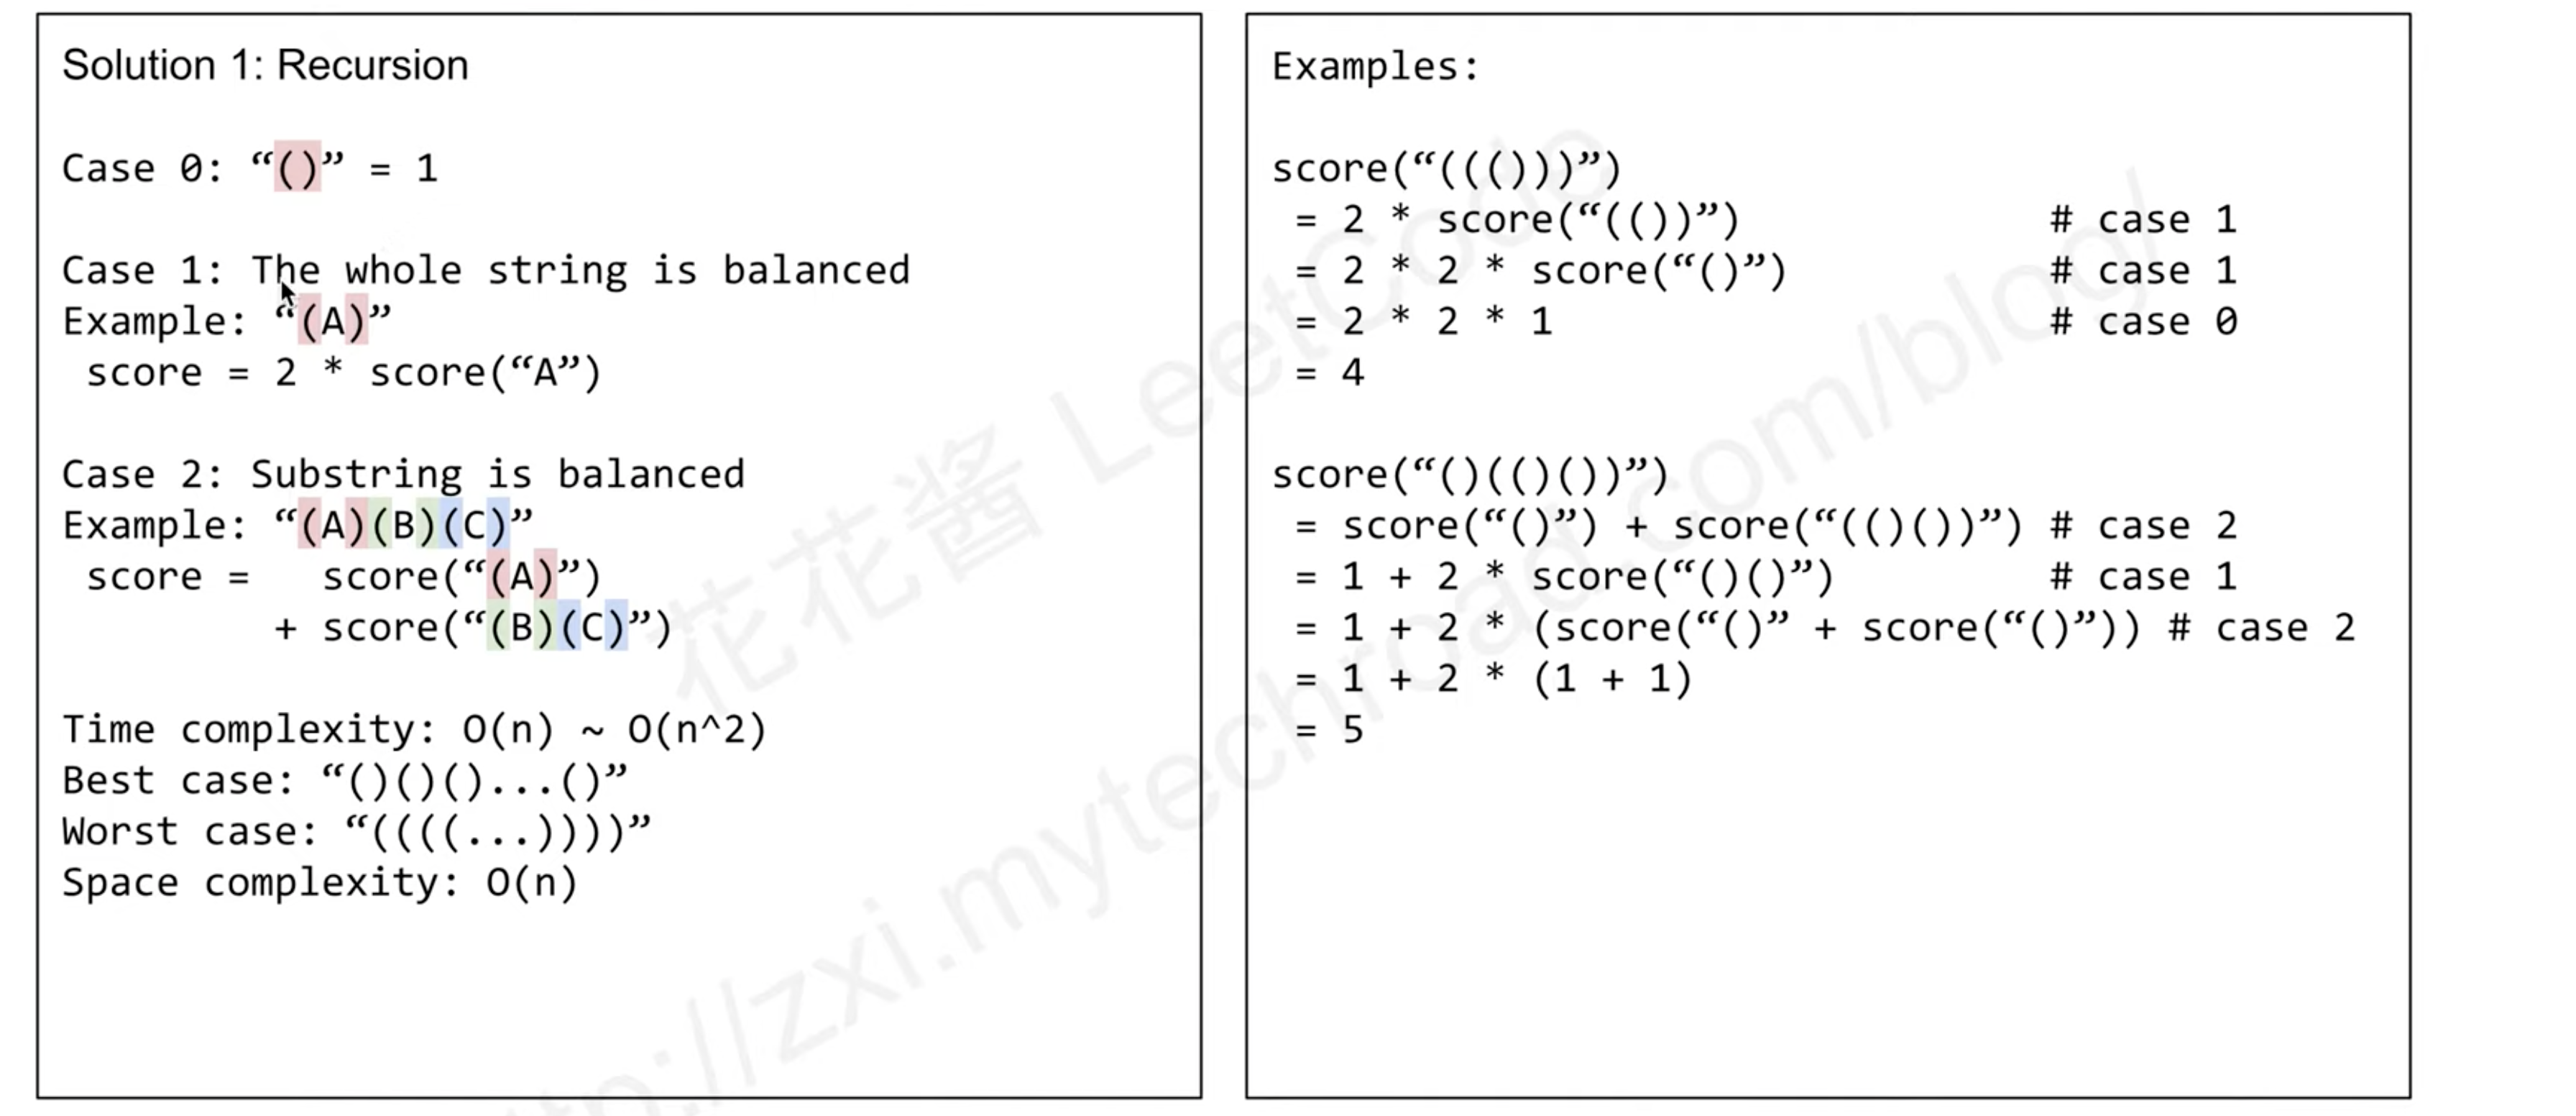 Solution 1: Recursion
Case 0: “()” = 1
Case 1: The whole string is balanced
Example: “(A)”
score = 2 * score(“A”)
Case 2: Substring is balanced
Example: “(A)(B)(C)”
score =   score(“(A)”)
+ score(“(B)(C)”)
Time complexity: O(n) ~ O(n^2)
Best case: “()()()...()”
Worst case: “((((...))))”
Space complexity: O(n)
Examples:
score(“((()))”)
= 2 * score(“(())”)             # case 1
= 2 * 2 * score(“()”)           # case 1
= 2 * 2 * 1                     # case 0
= 4
score(“()(()())”)
= score(“()”) + score(“(()())”) # case 2
= 1 + 2 * score(“()()”)         # case 1
= 1 + 2 * (score(“()” + score(“()”)) # case 2
= 1 + 2 * (1 + 1)
= 5
花花酱 LeetCode
tp://zxi.mytechroad.com/blog/